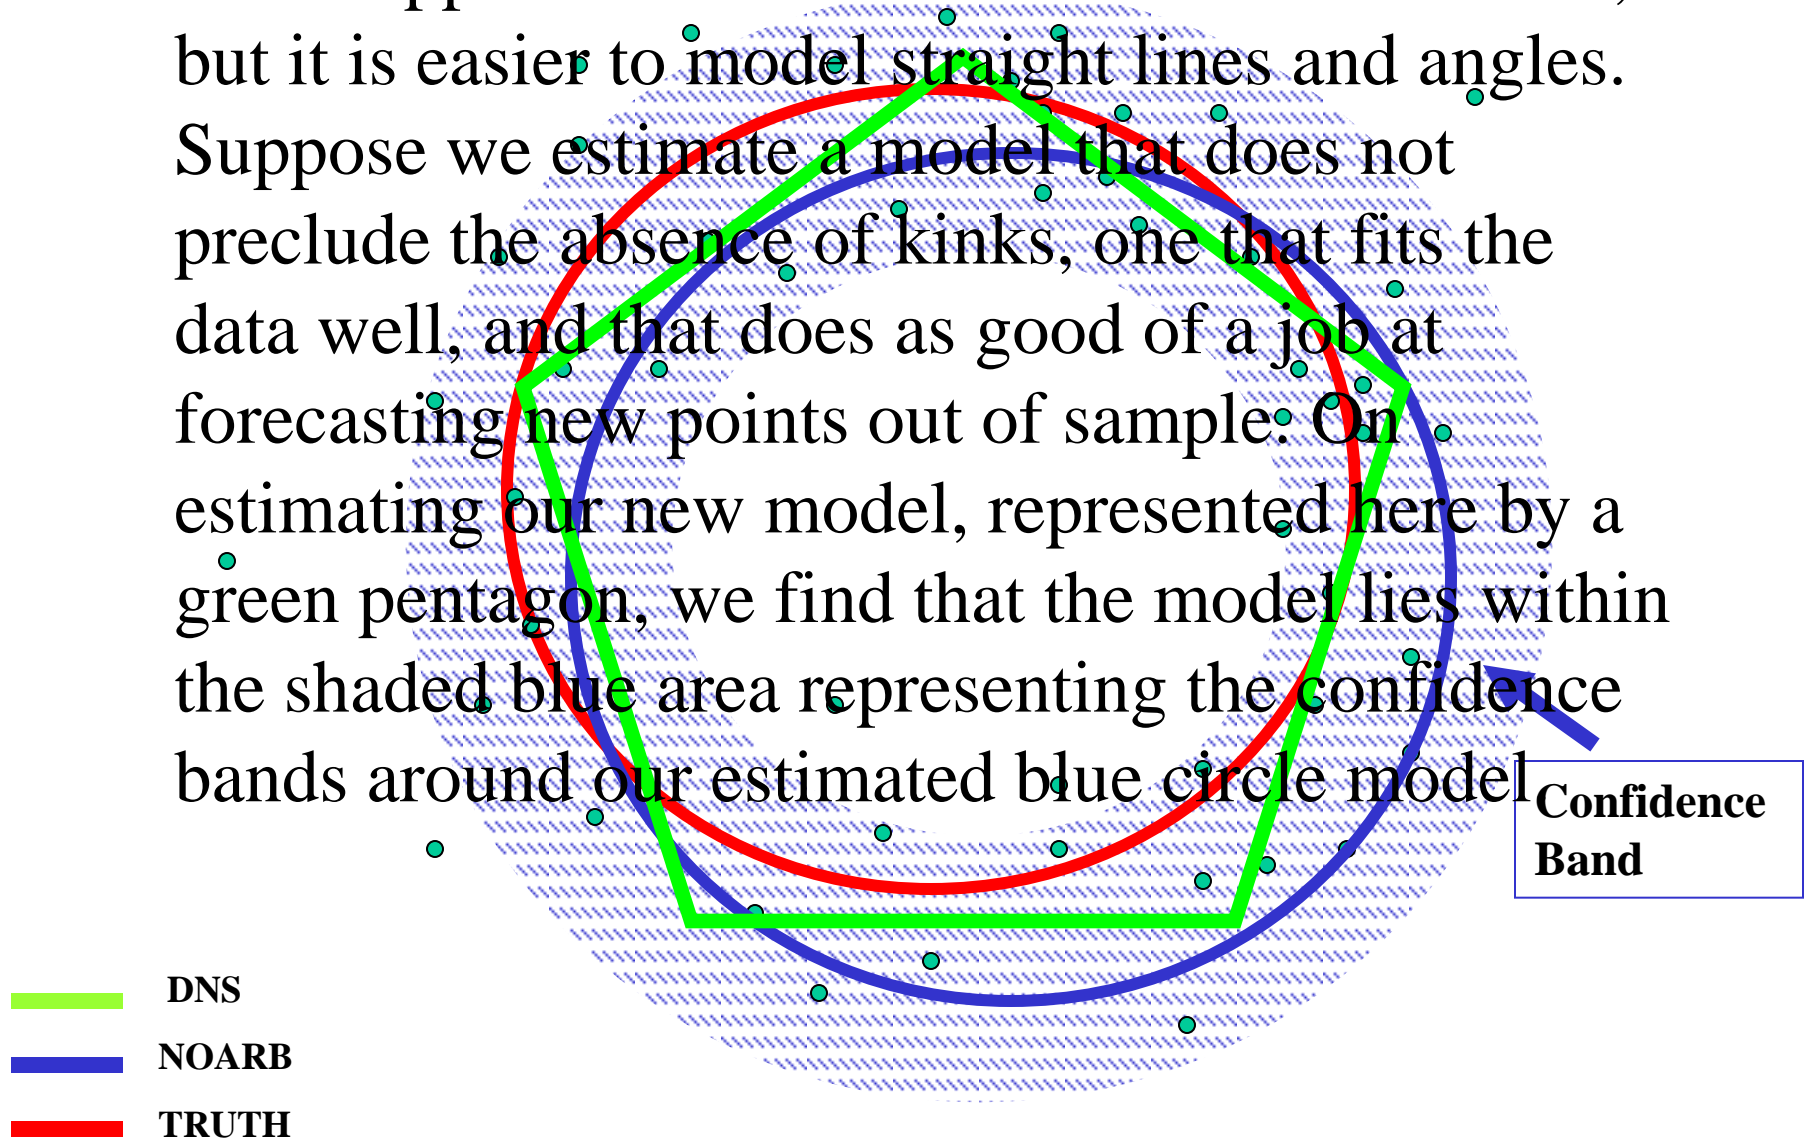 but it is easier to model straight lines and angles.
Suppose we estimate a model that does not
preclude the absence of kinks, one that fits the
data well, and that does as good of a job at
forecasting new points out of sample. On
estimating our new model, represented here by a
green pentagon, we find that the model lies within
the shaded blue area representing the confidence
bands around our estimated blue circle model
Confidence
Band
DNS
NOARB
TRUTH